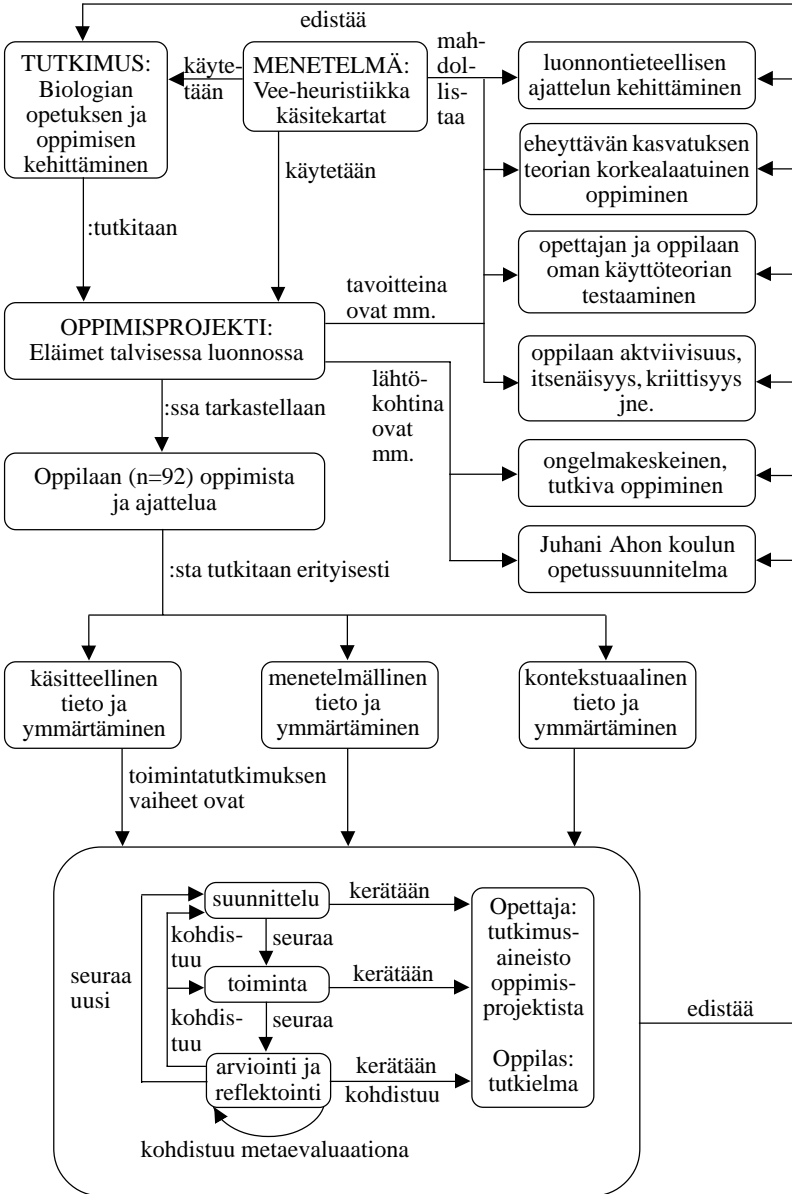 edistää
TUTKIMUS:
Biologian
opetuksen ja
oppimisen
kehittäminen
käyte-
tään
MENETELMÄ:
Vee-heuristiikka
käsitekartat
mah-
dol-
lis-
taa
luonnontieteellisen
ajattelun kehittäminen
eheyttävän kasvatuksen
teorian korkealaatuinen
oppiminen
käytetään
:tutkitaan
opettajan ja oppilaan
oman käyttöteorian
testaaminen
tavoitteina
ovat mm.
OPPIMISPROJEKTI:
Eläimet talvisessa luonnossa
oppilaan aktviivisuus,
itsenäisyys, kriittisyys
jne.
lähtö-
kohtina
ovat
mm.
:ssa tarkastellaan
Oppilaan (n=92) oppimista
ja ajattelua
ongelmakeskeinen,
tutkiva oppiminen
Juhani Ahon koulun
opetussuunnitelma
:sta tutkitaan erityisesti
käsitteellinen
tieto ja
ymmärtäminen
menetelmällinen
tieto ja
ymmärtäminen
kontekstuaalinen
tieto ja
ymmärtäminen
toimintatutkimuksen
vaiheet ovat
suunnittelu
kerätään
kohdis-
tuu
seuraa
seuraa
uusi
toiminta
kerätään
kohdis-
tuu
seuraa
arviointi ja
reflektointi
kerätään
kohdistuu
kohdistuu metaevaluaationa
Opettaja:
tutkimus-
aineisto
oppimis-
projektista
Oppilas:
tutkielma
edistää